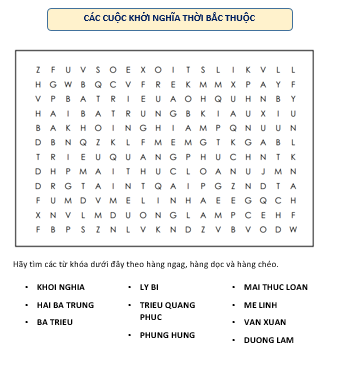 CÁC CUỘC KHỞI NGHĨA THỜI BẮC THUỘC
Z F U V S O E X O I T S L I K V L L
H G W B Q C V F R E K M M X P A Y F
V P B A T R I E U A O H Q U H N B Y
H A I B A T R U N G B K I A U X I U
B A K H O I N G H I A M P Q N U U N
D B N Q Z K L F M E M G T K G A B L
T R I E U Q U A N G P H U C H N T K
D H P M A I T H U C L O A N U J M N
D R G T A I N T Q A I P G Z N D T A
F U M D V M E L I N H A E E G Q C H
X N V L M D U O N G L A M P C E H F
F B P S Z N L V K N D Z V B V O D W
Hãy tìm các từ khóa dưới đây theo hàng ngag, hàng dọc và hàng chéo.
• KHOI NGHIA
• HAI BA TRUNG
• BA TRIEU
• LY BI
• TRIEU QUANG
PHUC
• PHUNG HUNG
• MAI THUC LOAN
• ME LINH
• VAN XUAN
• DUONG LAM